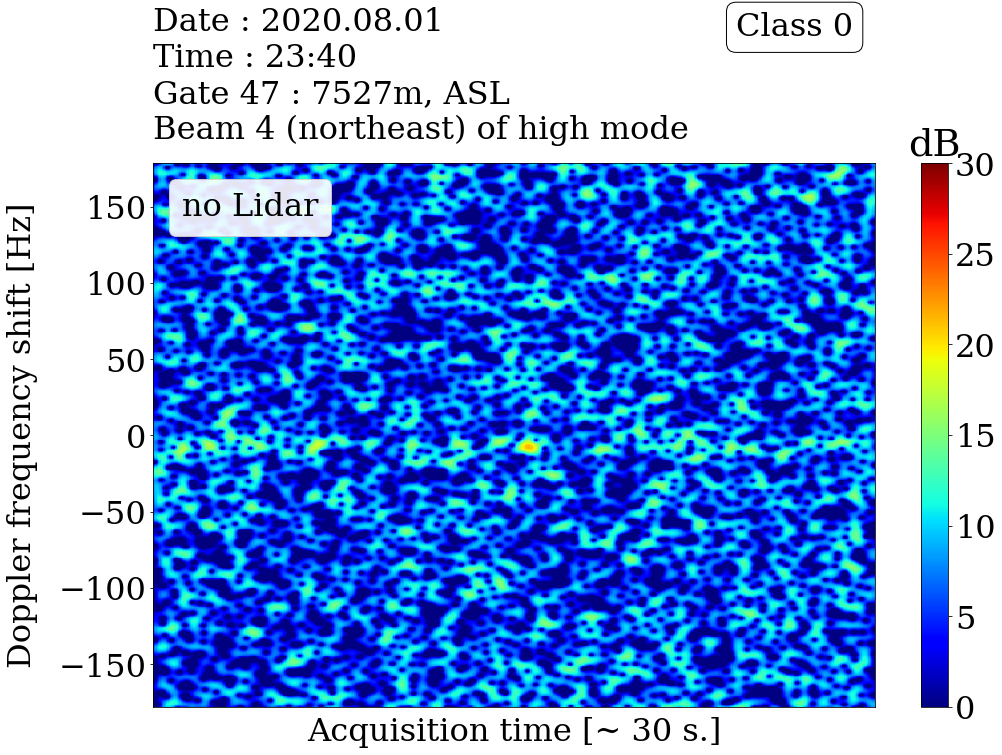 Date : 2020.08.01
Time : 23:40
Gate 47 : 7527m, ASL
Beam 4 (northeast) of high mode
Class 0
no Lidar
Doppler frequency shift [Hz]
150
100
50
0
−50
−100
−150
Acquisition time [~ 30 s.]
dB
30
25
20
15
10
5
0